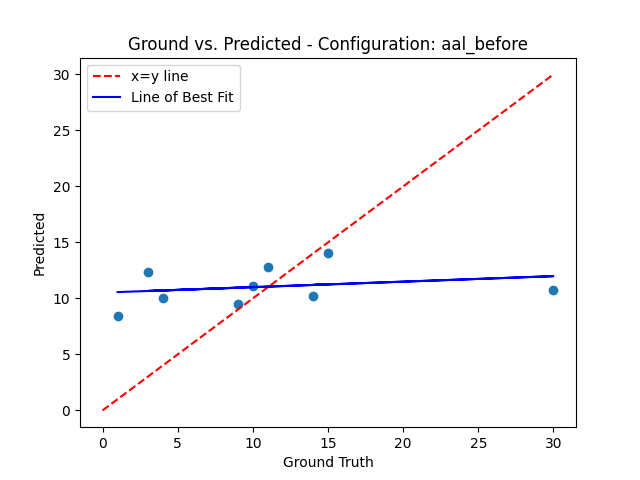 Ground vs. Predicted - Configuration: aal_before
x=y line
Line of Best Fit
30
25
20
15
10
5
0
Predicted
0 5 10 15 20 25 30
Ground Truth